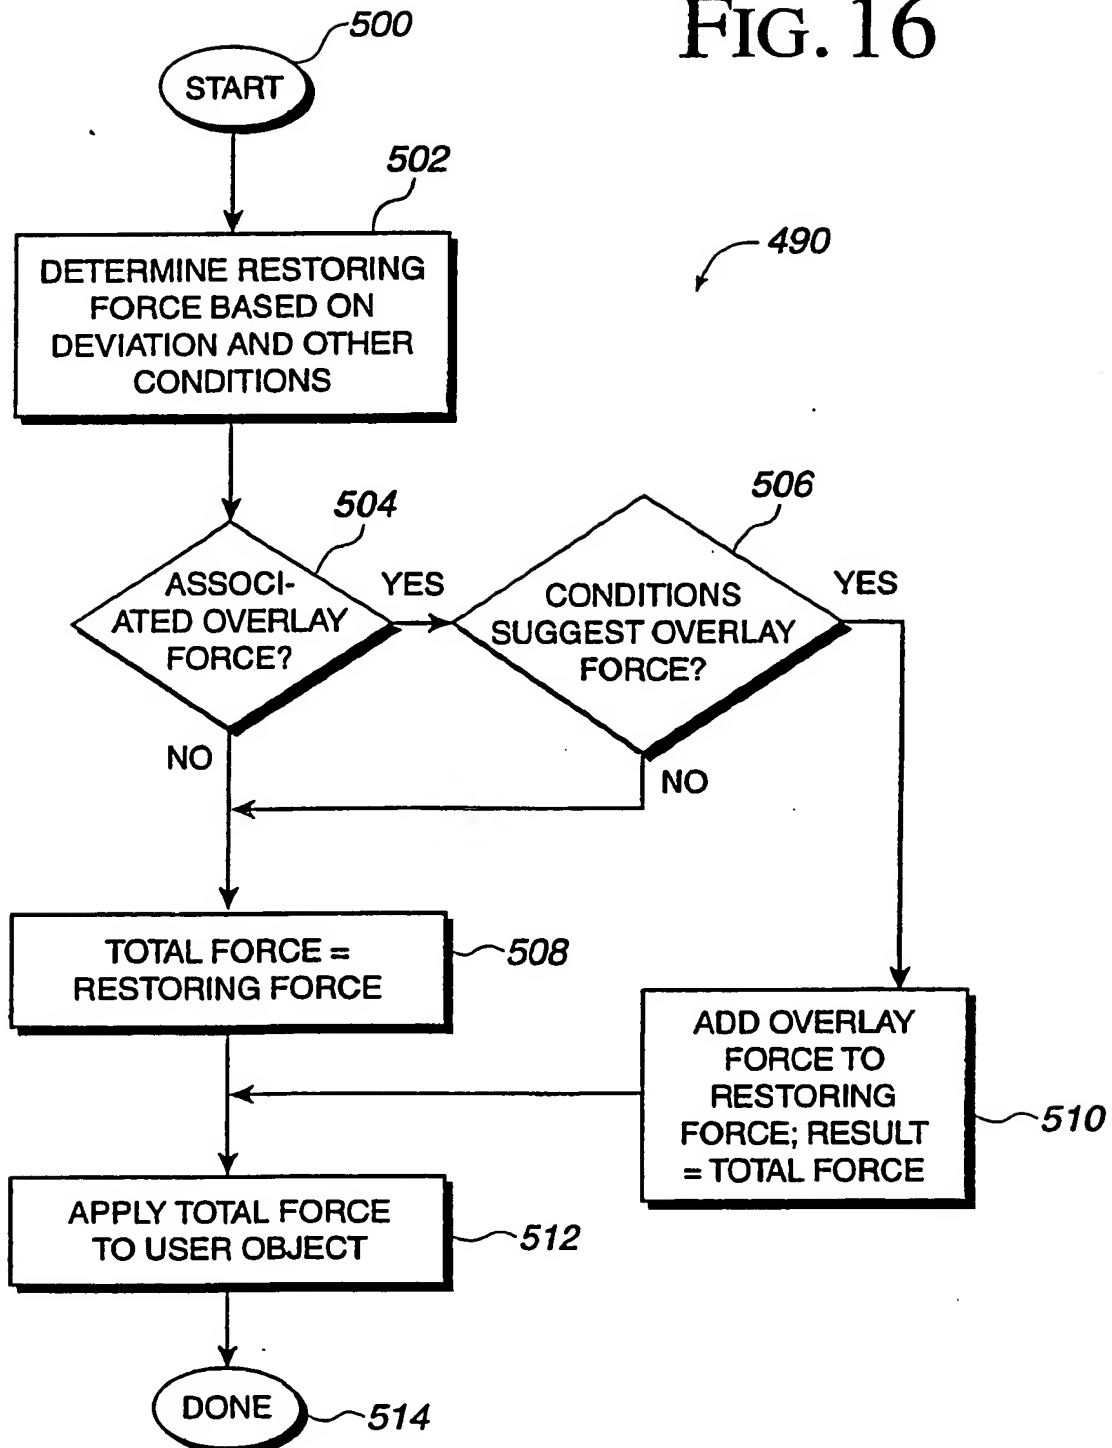 FIG. 16
500
START
502
490
DETERMINE RESTORING
FORCE BASED ON
DEVIATION AND OTHER
CONDITIONS
504
506
ASSOCI-
ATED OVERLAY
FORCE?
YES
CONDITIONS
SUGGEST OVERLAY
FORCE?
YES
NO
NO
TOTAL FORCE =
RESTORING FORCE
508
ADD OVERLAY
FORCE TO
RESTORING
FORCE; RESULT
= TOTAL FORCE
510
APPLY TOTAL FORCE
TO USER OBJECT
512
DONE
514